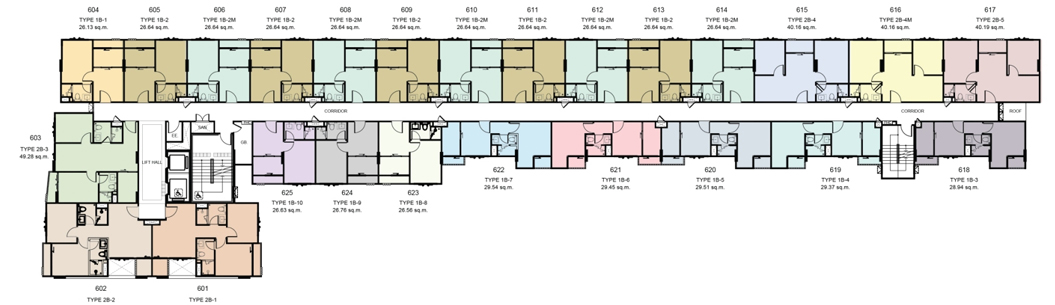 604
TYPE 1B-1
26.13 sq.m.
605
TYPE 1B-2
26.64 sq.m.
606
TYPE 1B-2M
26.64 sq.m.
607
TYPE 1B-2
26.64 sq.m.
608
TYPE 1B-2M
26.64 sq.m.
609
TYPE 1B-2
26.64 sq.m.
610
TYPE 1B-2M
26.64 sq.m.
611
TYPE 1B-2
26.64 sq.m.
612
TYPE 1B-2M
26.64 sq.m.
613
TYPE 1B-2
26.64 sq.m.
614
TYPE 1B-2M
26.64 sq.m.
615
TYPE 2B-4
40.16 sq.m.
616
TYPE 2B-4M
40.16 sq.m.
617
TYPE 2B-5
40.19 sq.m.
CORRIDOR
CORRIDOR
ROOF
603
TYPE 2B-3
49.28 sq.m.
EE.
GB
LIFT HALL
625
TYPE 1B-10
26.63 sq.m.
624
TYPE 1B-9
26.76 sq.m.
623
TYPE 1B-8
26.56 sq.m.
622
TYPE 1B-7
29.54 sq.m.
621
TYPE 1B-6
29.45 sq.m.
620
TYPE 1B-5
29.51 sq.m.
619
TYPE 1B-4
29.37 sq.m.
618
TYPE 1B-3
28.94 sq.m.
602
TYPE 2B-2
601
TYPE 2B-1